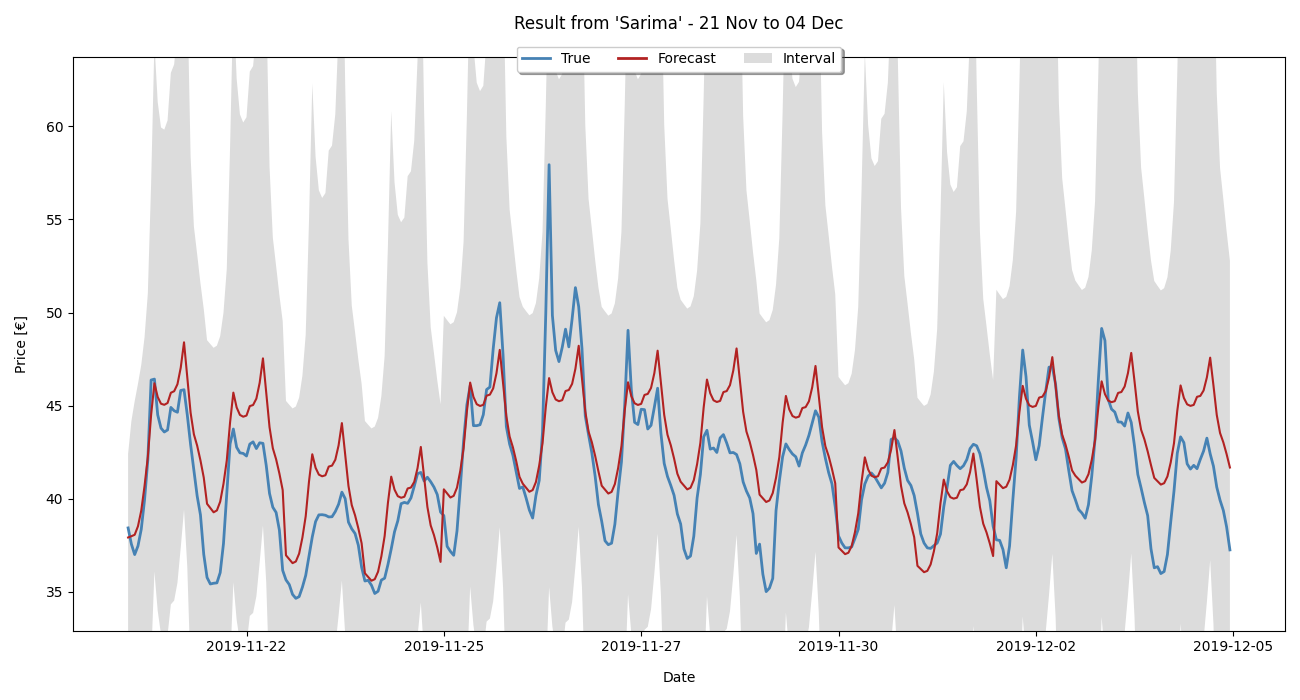 Result from 'Sarima' - 21 Nov to 04 Dec
True Forecast Interval
60
55
50
45
40
35
Price [€]
2019-11-22 2019-11-25 2019-11-27 2019-11-30 2019-12-02 2019-12-05
Date